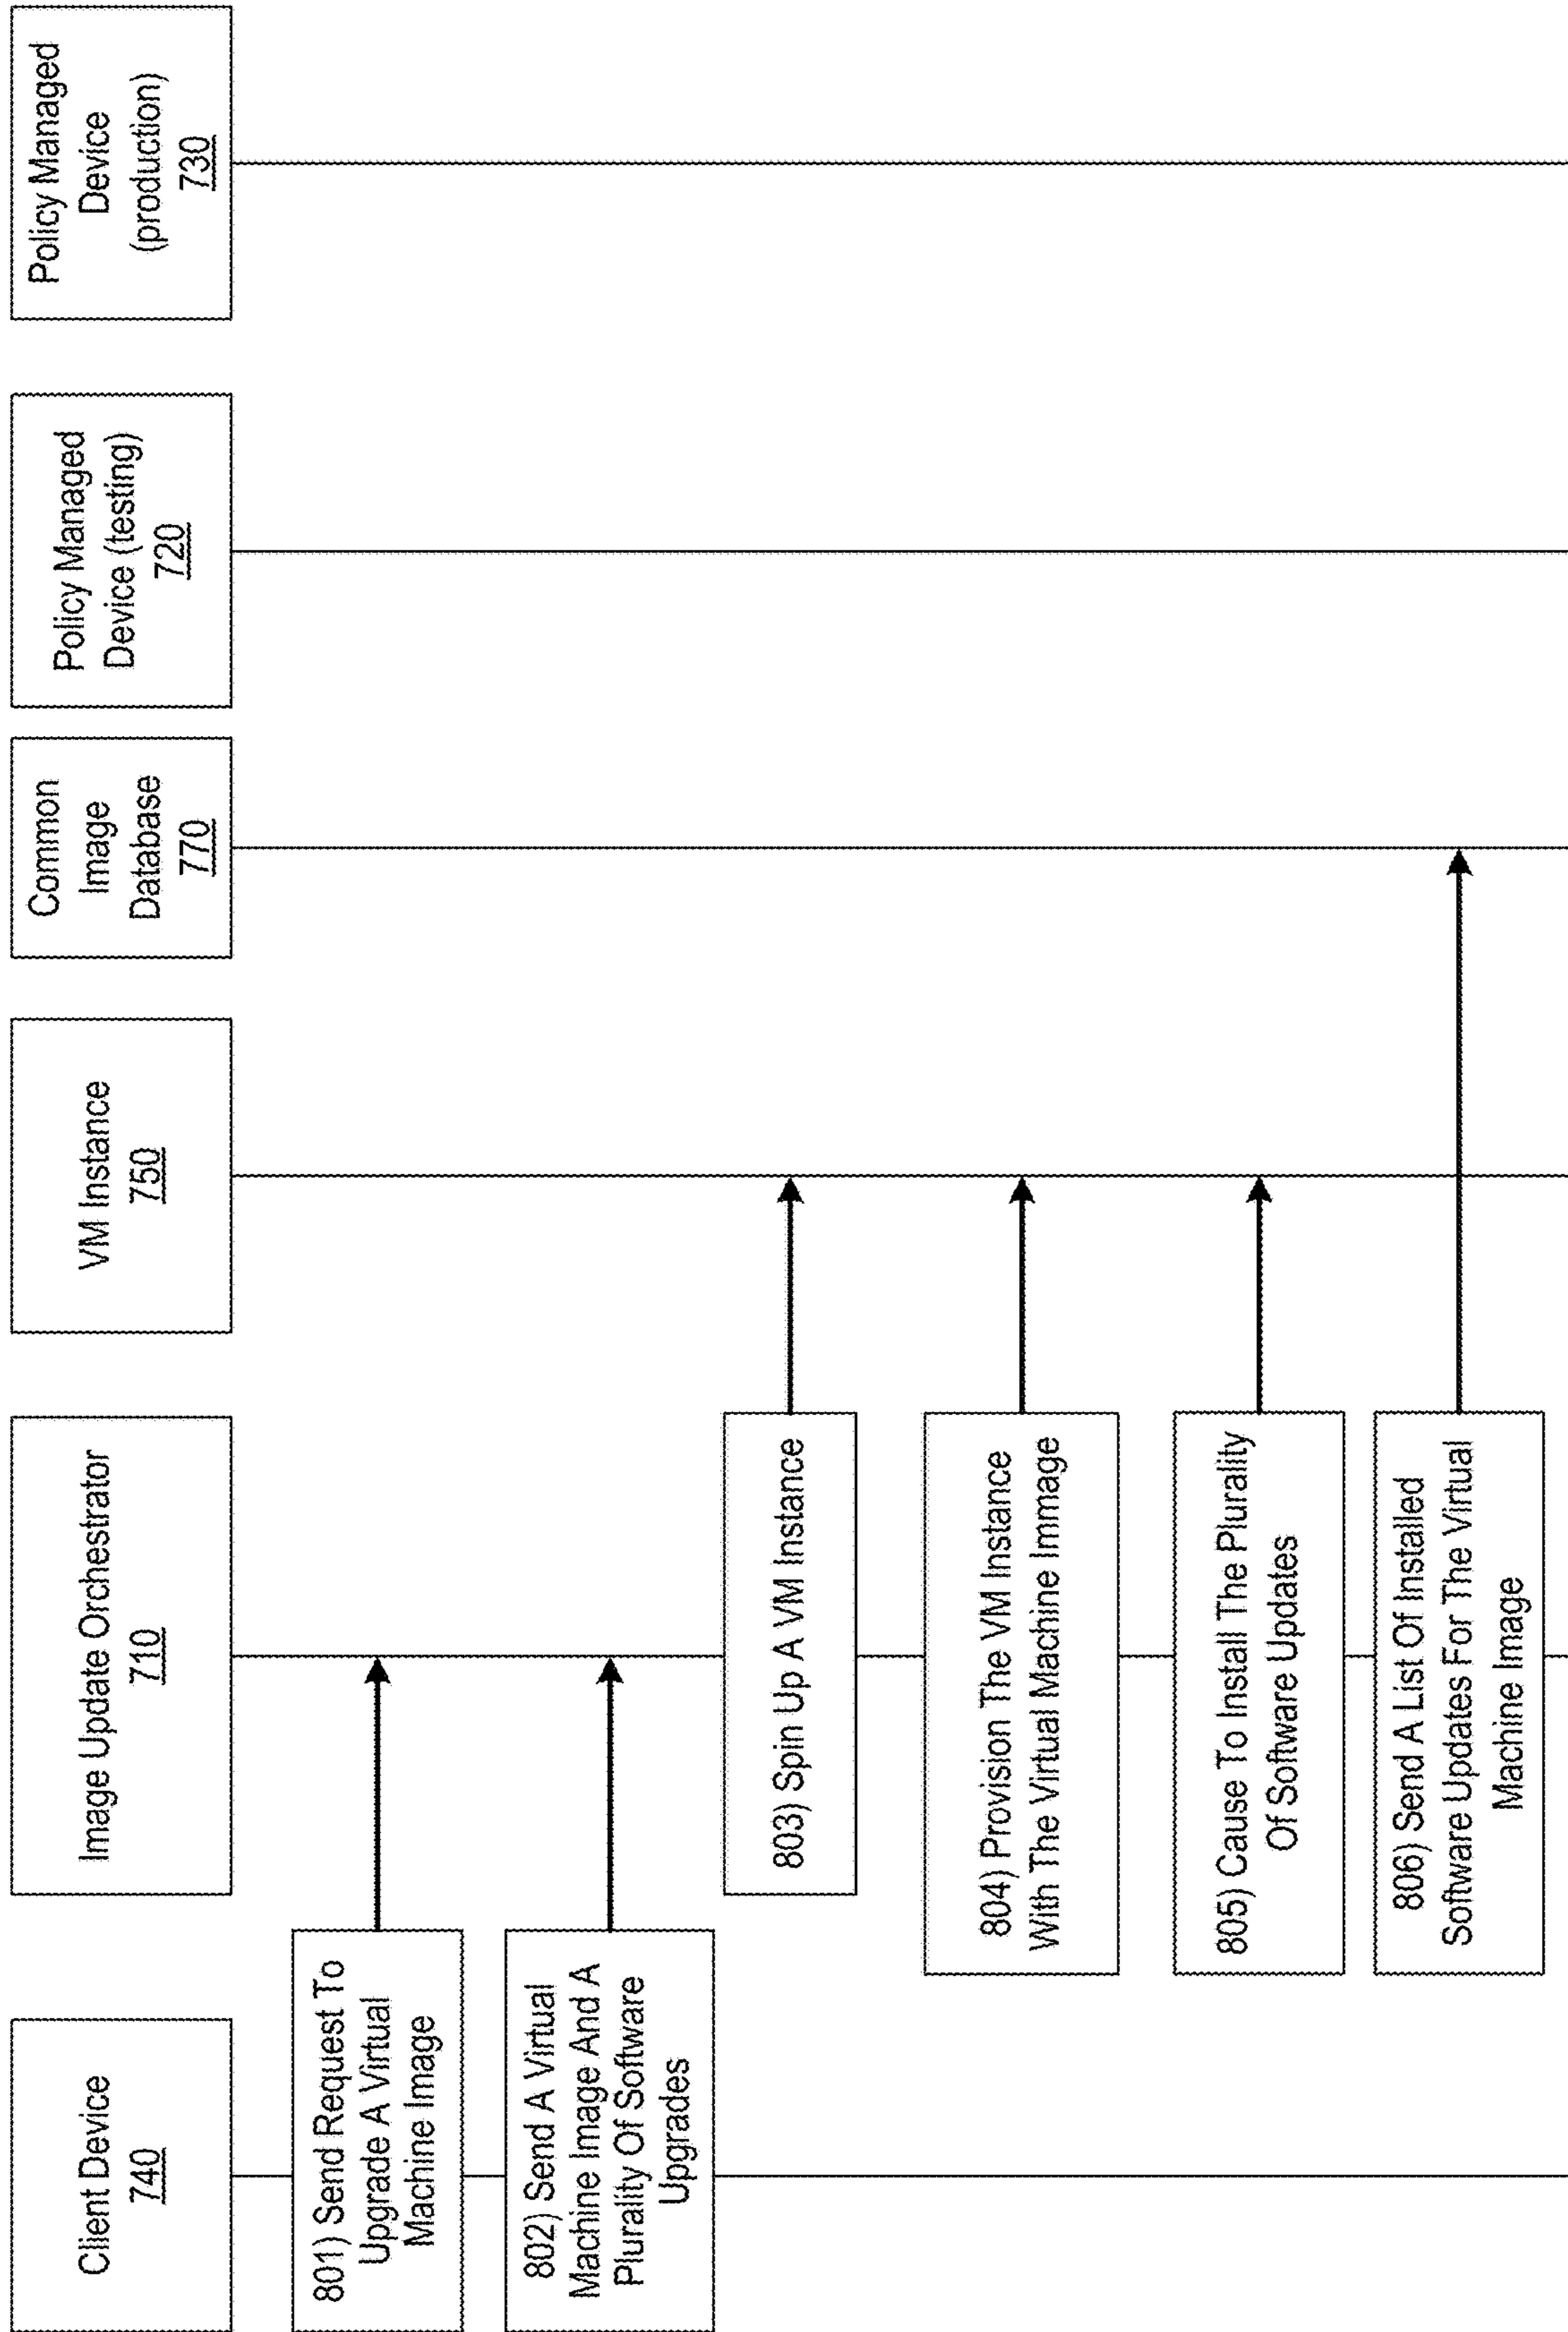 Client Device
740
Image Update Orchestrator
710
VM Instance
750
Common
Image
Database
770
Policy Managed
Device (testing)
720
Policy Managed
Device
(production)
730
801) Send Request To
Upgrade A Virtual
Machine Image
802) Send A Virtual
Machine Image And A
Plurality Of Software
Upgrades
803) Spin Up A VM Instance
804) Provision The VM Instance
With The Virtual Machine Immage
805) Cause To Install The Plurality
Of Software Updates
806) Send A List Of Installed
Software Updates For The Virtual
Machine Image